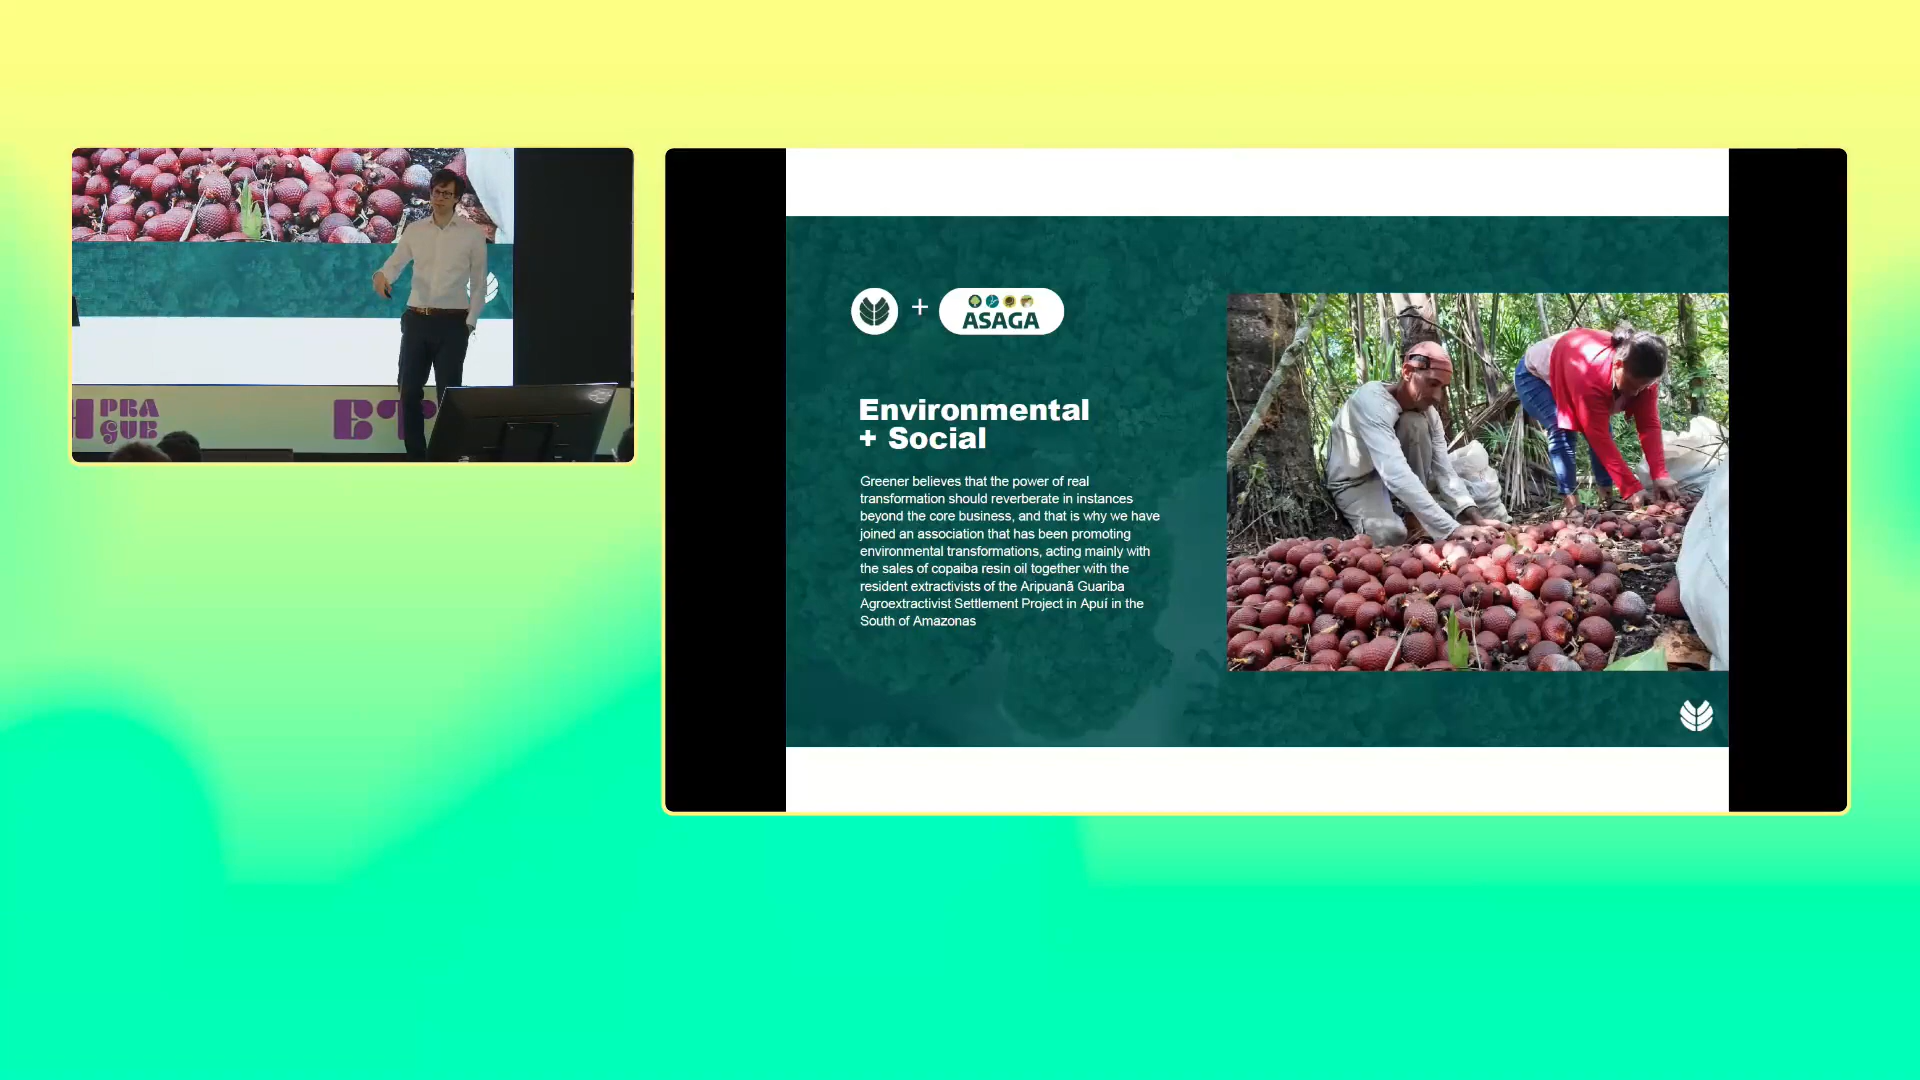 H PRA
GUE
ET
+
ASAGA
Environmental
+ Social
Greener believes that the power of real
transformation should reverberate in instances
beyond the core business, and that is why we have
joined an association that has been promoting
environmental transformations, acting mainly with
the sales of copaiba resin oil together with the
resident extractivists of the Aripuanã Guariba
Agroextractivist Settlement Project in Apuí in the
South of Amazonas